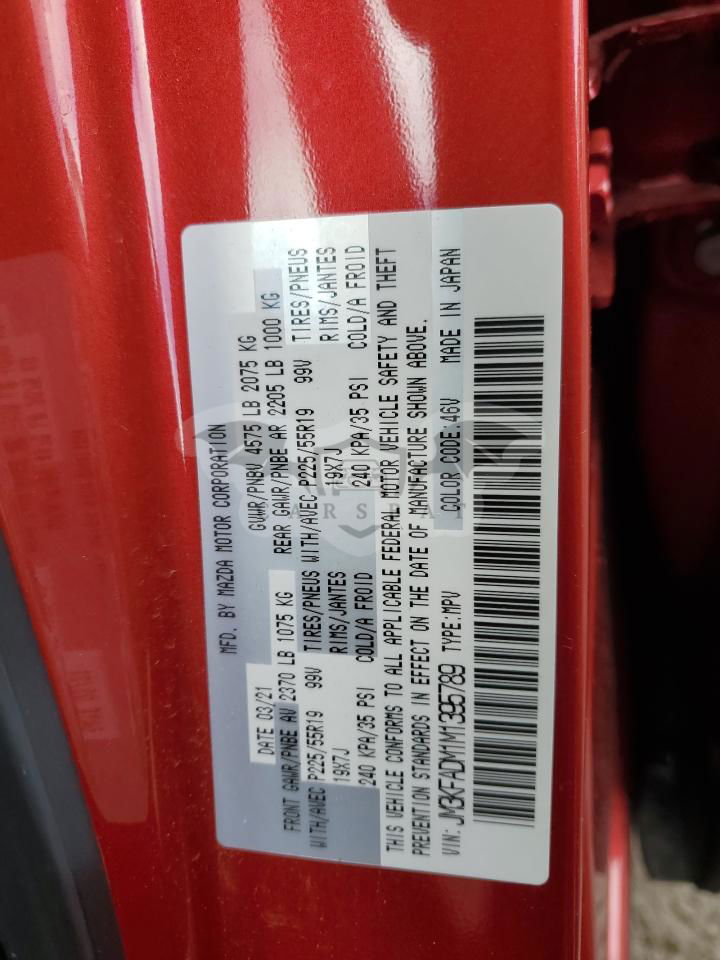 MFD. BY MAZDA MOTOR CORPORATION
DATE 03/21 GVWR/PNBV 4575 LB 2075 KG
FRONT GAWR/PNBE AV 2370 LB 1075 KG REAR GAWR/PNBE AR 2205 LB 1000 KG
WITH/AVEC P225/55R19 99V TIRES/PNEUS WITH/AVEC P225/55R19 99V TIRES/PNEUS
19X7J RIMS/JANTES 19X7J RIMS/JANTES
240 KPA/35 PSI COLD/A FROID 240 KPA/35 PSI COLD/A FROID
THIS VEHICLE CONFORMS TO ALL APPLICABLE FEDERAL MOTOR VEHICLE SAFETY AND THEFT
PREVENTION STANDARDS IN EFFECT ON THE DATE OF MANUFACTURE SHOWN ABOVE.
VIN: JM3KFADM1M1395789 TYPE:MPV COLOR CODE:46V MADE IN JAPAN